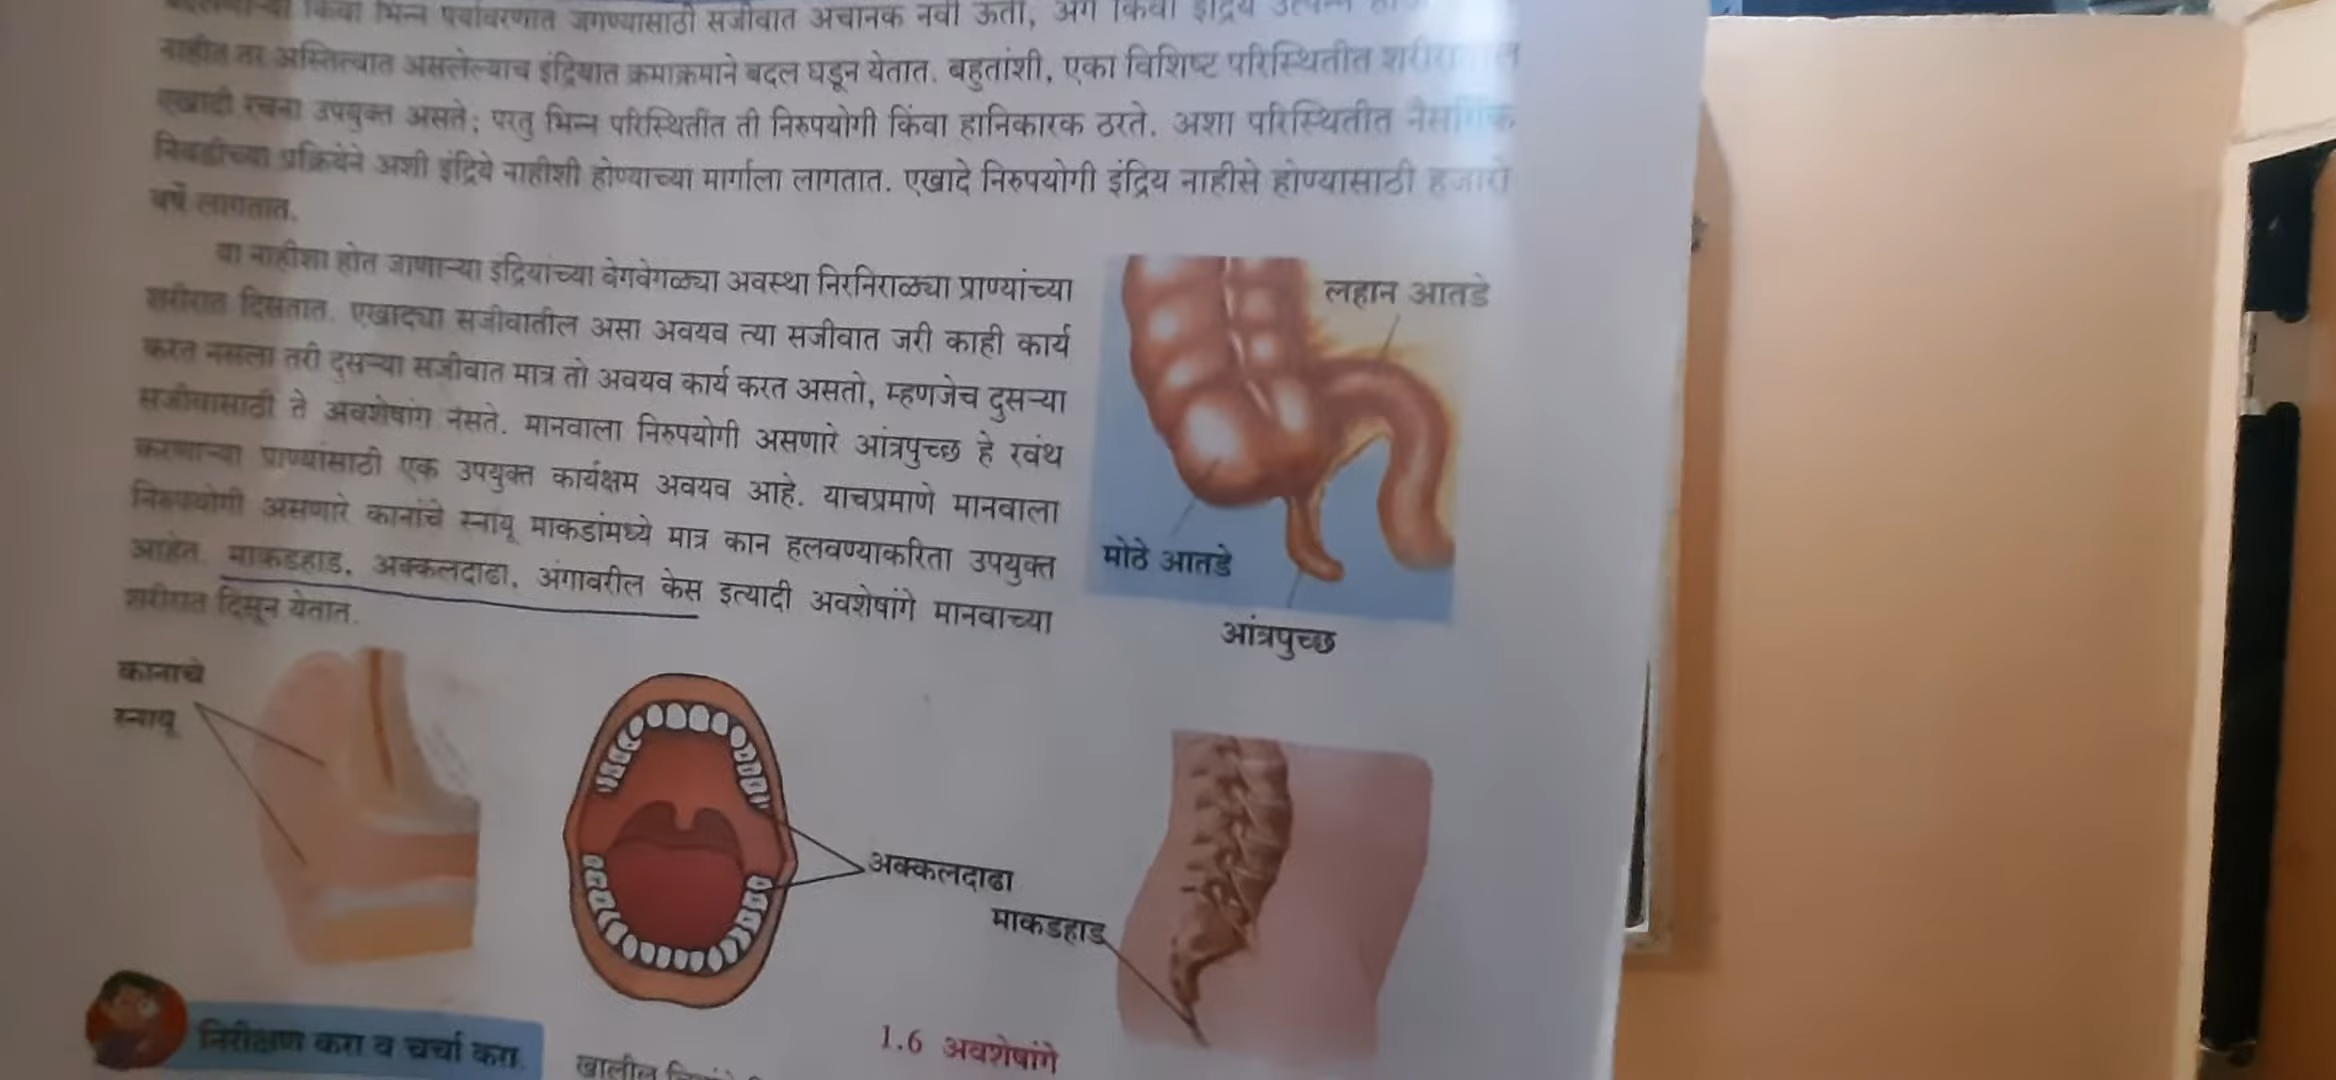 किंवा भिन्न पर्यावरणात जगण्यासाठी सजीवात अचानक नवी ऊती, अंग किंवा इंद्रिय
नाहीत तर अस्तित्वात असलेल्याच इंद्रियात क्रमाक्रमाने बदल घडून येतात. बहुतांशी, एका विशिष्ट परिस्थितीत
एखादी रचना उपयुक्त असते; परंतु भिन्न परिस्थितीत ती निरुपयोगी किंवा हानिकारक ठरते. अशा परिस्थितीत नैसर्गिक
निवडीच्या प्रक्रियेने अशी इंद्रिये नाहीशी होण्याच्या मार्गाला लागतात. एखादे निरुपयोगी इंद्रिय नाहीसे होण्यासाठी हजारो
वर्षे लागतात.
या नाहीशा होत जाणाऱ्या इंद्रियांच्या वेगवेगळ्या अवस्था निरनिराळ्या प्राण्यांच्या
शरीरात दिसतात. एखाद्या सजीवातील असा अवयव त्या सजीवात जरी काही कार्य
करत नसला तरी दुसऱ्या सजीवात मात्र तो अवयव कार्य करत असतो, म्हणजेच दुसऱ्या
सजीवासाठी ते अवशेषांग नसते. मानवाला निरुपयोगी असणारे आंत्रपुच्छ हे रवंथ
करणाऱ्या प्राण्यांसाठी एक उपयुक्त कार्यक्षम अवयव आहे. याचप्रमाणे मानवाला
निरुपयोगी असणारे कानांचे स्नायू माकडांमध्ये मात्र कान हलवण्याकरिता उपयुक्त
आहेत. माकडहाड, अक्कलदाढा, अंगावरील केस इत्यादी अवशेषांगे मानवाच्या
शरीरात दिसून येतात.
लहान आतडे
मोठे आतडे
आंत्रपुच्छ
कानाचे
स्नायू
अक्कलदाढा
माकडहाड
1.6 अवशेषांगे
निरीक्षण करा व चर्चा करा.
खालील